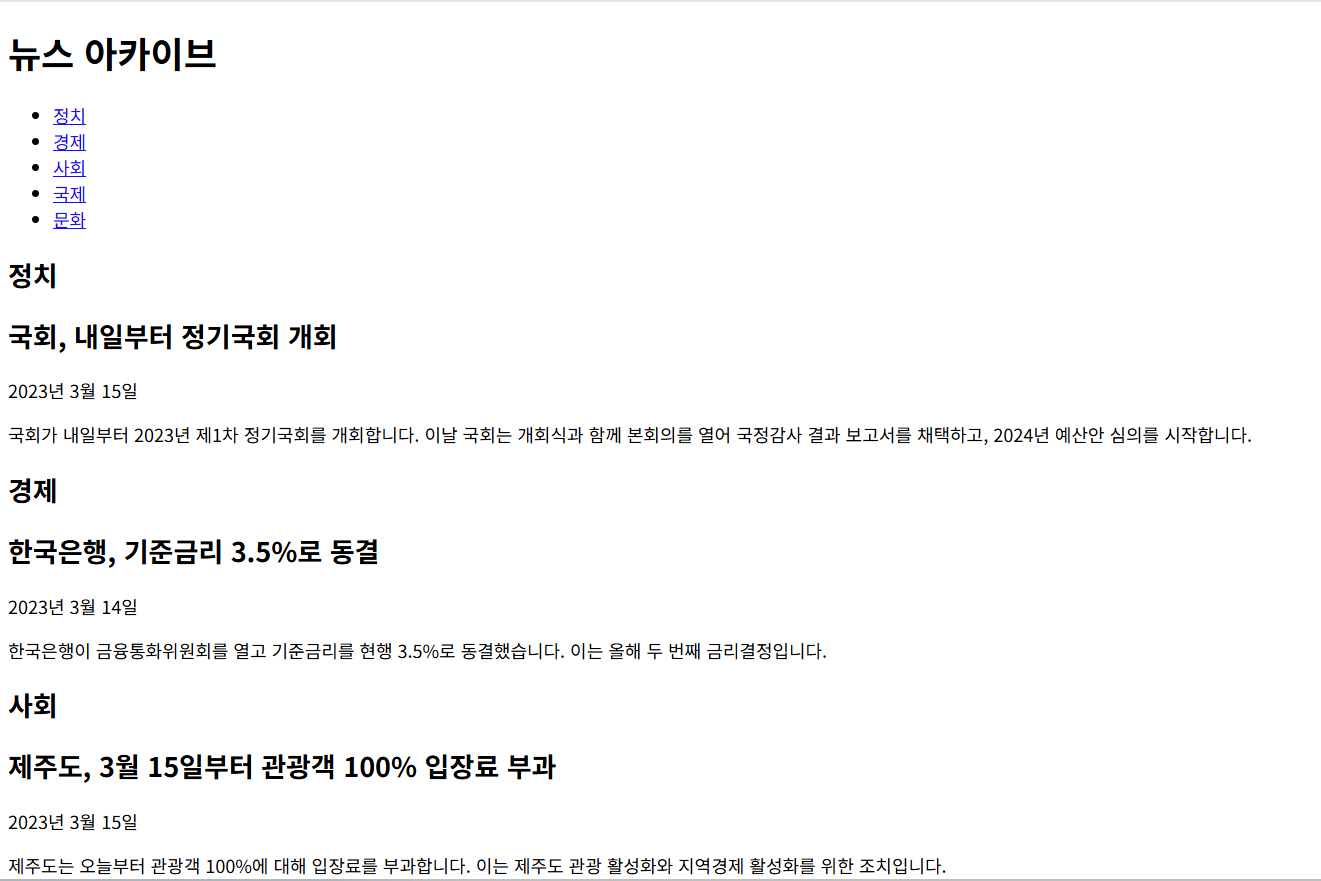 뉴스 아카이브
정치
경제
사회
국제
문화
정치
국회, 내일부터 정기국회 개회
2023년 3월 15일
국회가 내일부터 2023년 제1차 정기국회를 개회합니다. 이날 국회는 개회식과 함께 본회의를 열어 국정감사 결과 보고서를 채택하고, 2024년 예산안 심의를 시작합니다.
경제
한국은행, 기준금리 3.5%로 동결
2023년 3월 14일
한국은행이 금융통화위원회를 열고 기준금리를 현행 3.5%로 동결했습니다. 이는 올해 두 번째 금리결정입니다.
사회
제주도, 3월 15일부터 관광객 100% 입장료 부과
2023년 3월 15일
제주도는 오늘부터 관광객 100%에 대해 입장료를 부과합니다. 이는 제주도 관광 활성화와 지역경제 활성화를 위한 조치입니다.